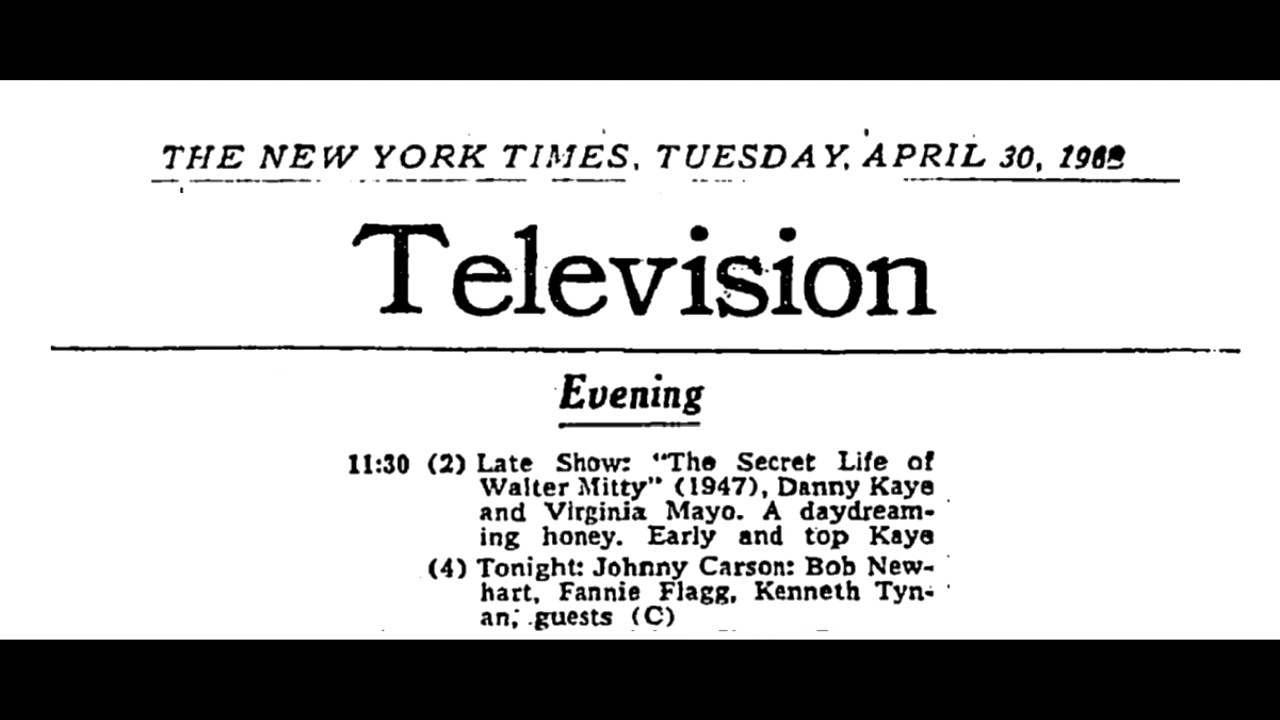 THE NEW YORK TIMES, TUESDAY, APRIL 30, 1968
Television
Evening
11:30 (2) Late Show: "The Secret Life of
Walter Mitty" (1947), Danny Kaye
and Virginia Mayo. A daydream-
ing honey. Early and top Kaye
(4) Tonight: Johnny Carson: Bob New-
hart, Fannie Flagg, Kenneth Tyn-
an, guests (C)